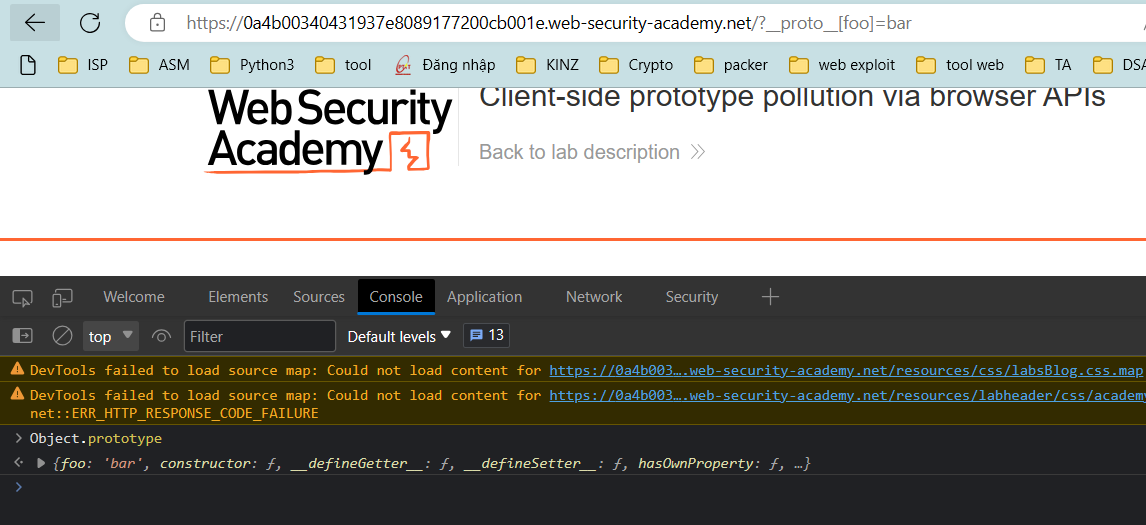 https://0a4b00340431937e8089177200cb001e.web-security-academy.net/?__proto__[foo]=bar
ISP ASM Python3 tool Đăng nhập KINZ Crypto packer web exploit tool web TA DSA
WebSecurity
Academy
Client-side prototype pollution via browser APIs
Back to lab description
Welcome Elements Sources Console Application Network Security
top Filter Default levels 13
DevTools failed to load source map: Could not load content for https://0a4b003….web-security-academy.net/resources/css/labsBlog.css.map
DevTools failed to load source map: Could not load content for https://0a4b003….web-security-academy.net/resources/labheader/css/academy
net::ERR_HTTP_RESPONSE_CODE_FAILURE
Object.prototype
{foo: 'bar', constructor: ƒ, __defineGetter__: ƒ, __defineSetter__: ƒ, hasOwnProperty: ƒ, …}